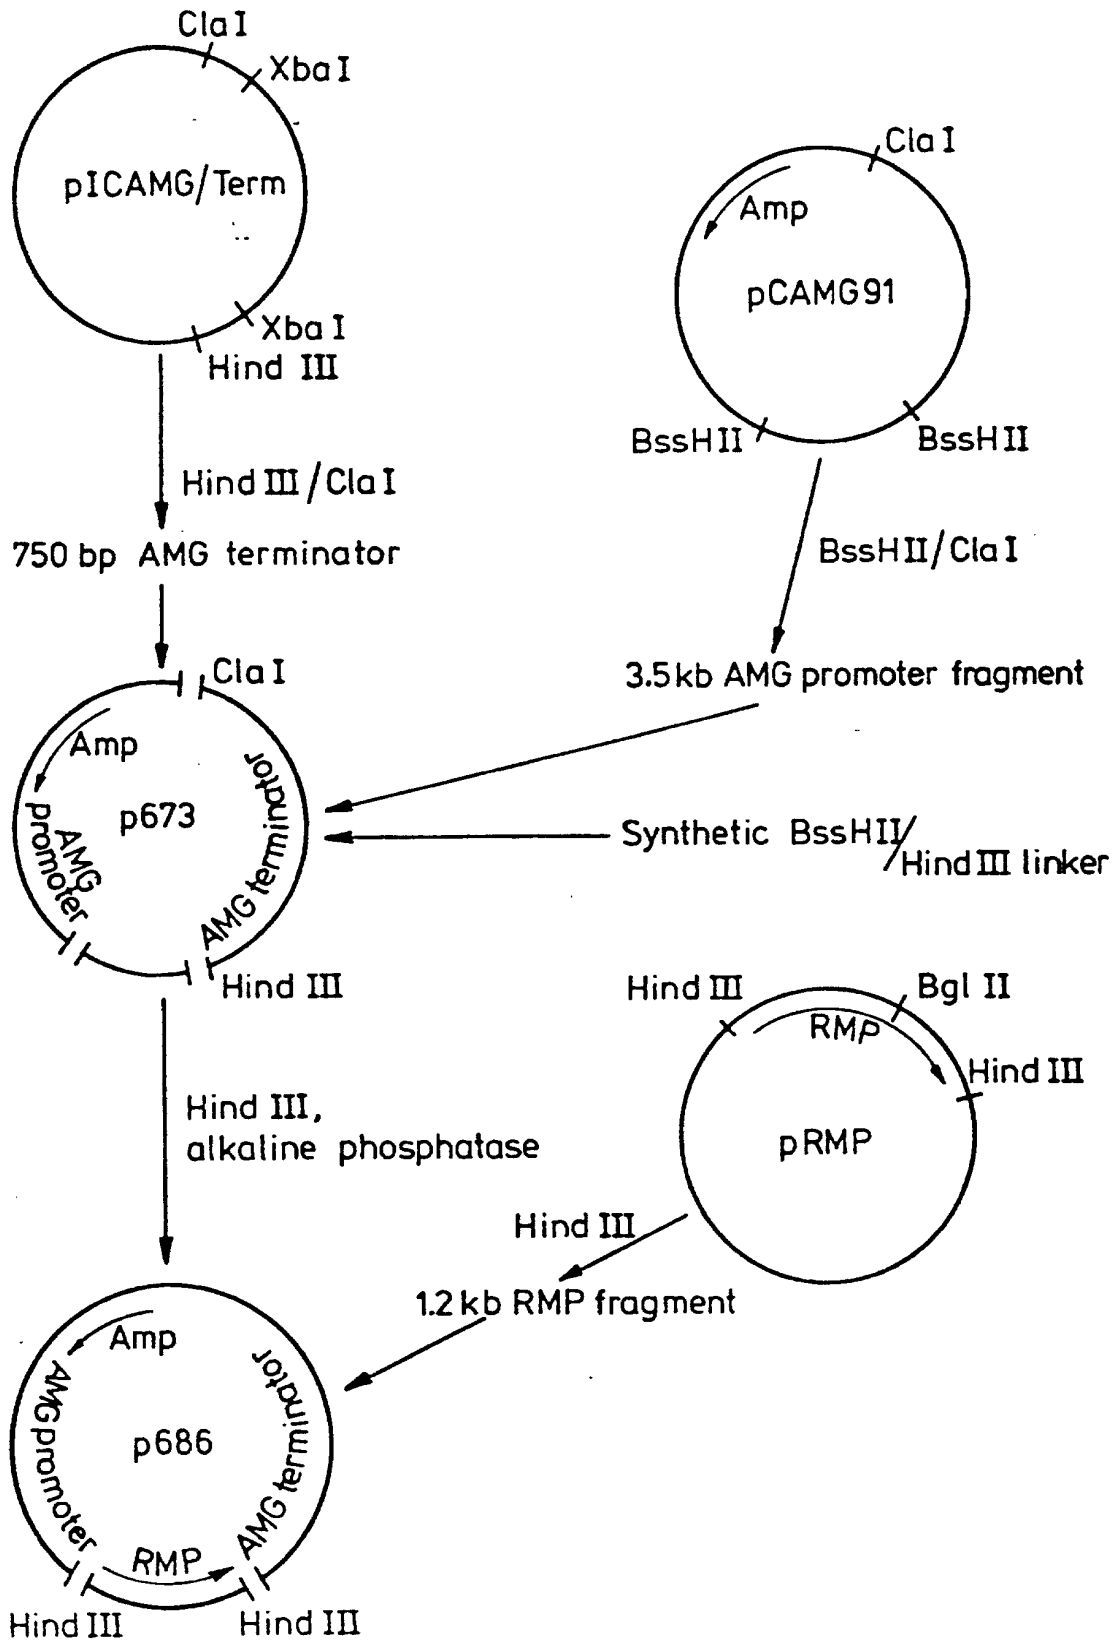 Cla I
Xba I
pICAMG/Term
Xba I
Hind III
Cla I
Amp
pCAMG91
BssH II
BssH II
Hind III/Cla I
750 bp AMG terminator
BssH II/Cla I
3.5 kb AMG promoter fragment
Cla I
Amp
p673
AMG promoter
AMG terminator
Hind III
Synthetic BssH II/
Hind III linker
Hind III
Bgl II
RMP
Hind III
pRMP
Hind III,
alkaline phosphatase
Hind III
1.2 kb RMP fragment
Amp
AMG promoter
p686
AMG terminator
RMP
Hind III
Hind III